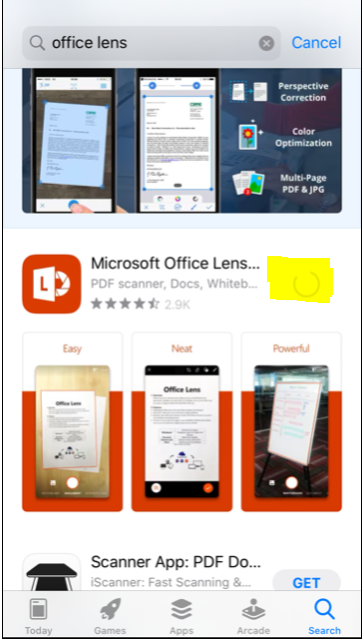 office lens
Cancel
Perspective
Correction
Color
Optimization
Multi-Page
PDF & JPG
Microsoft Office Lens...
PDF scanner, Docs, Whiteb...
2.9K
Easy
Neat
Powerful
Office Lens
Office Lens
Scanner App: PDF Do...
iScanner: Fast Scanning &...
GET
Today
Games
Apps
Arcade
Search